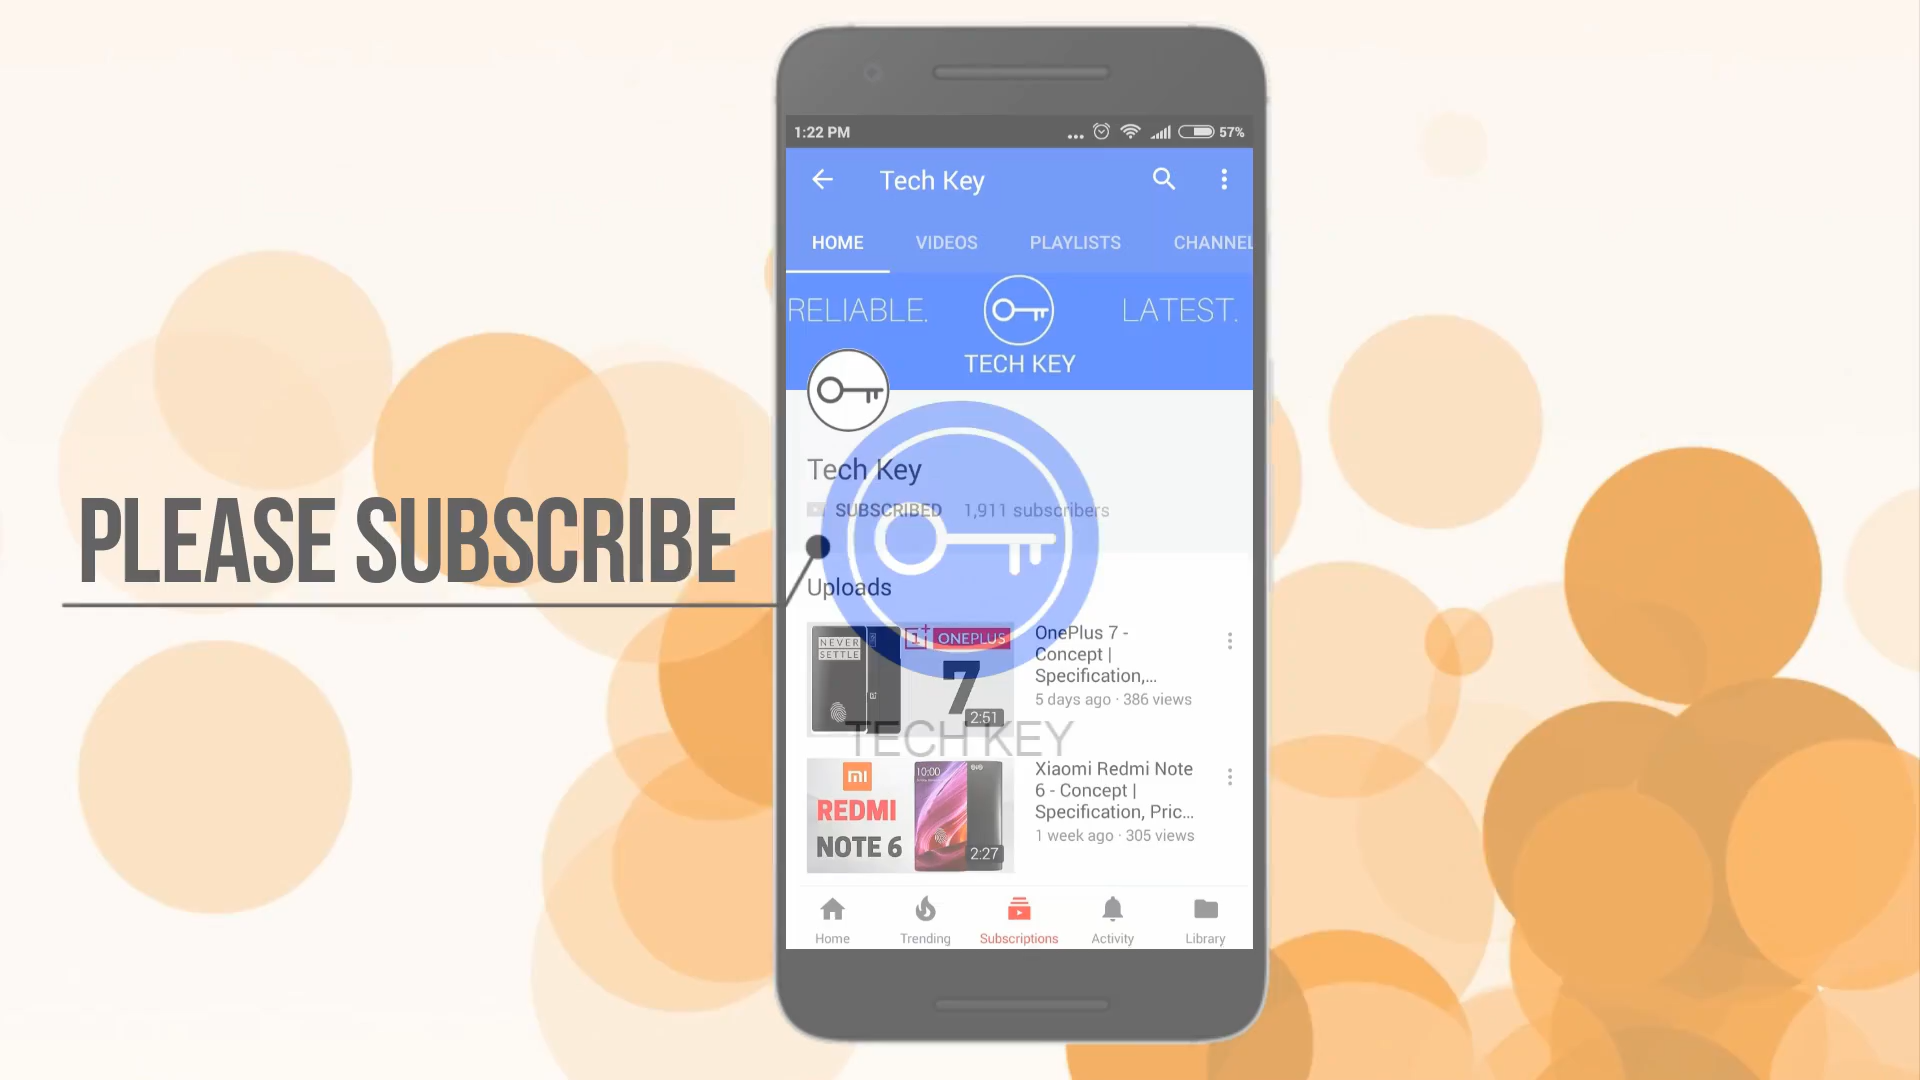 PLEASE SUBSCRIBE
1:22 PM
57%
Tech Key
HOME VIDEOS PLAYLISTS CHANNEL
RELIABLE. LATEST.
TECH KEY
Tech Key
SUBSCRIBED 1,911 subscribers
Uploads
NEVER
SETTLE
1+ ONEPLUS
7
2:51
OnePlus 7 -
Concept |
Specification,...
5 days ago · 386 views
TECH KEY
mi
REDMI
NOTE 6
10:00
2:27
Xiaomi Redmi Note
6 - Concept |
Specification, Pric...
1 week ago · 305 views
Home Trending Subscriptions Activity Library